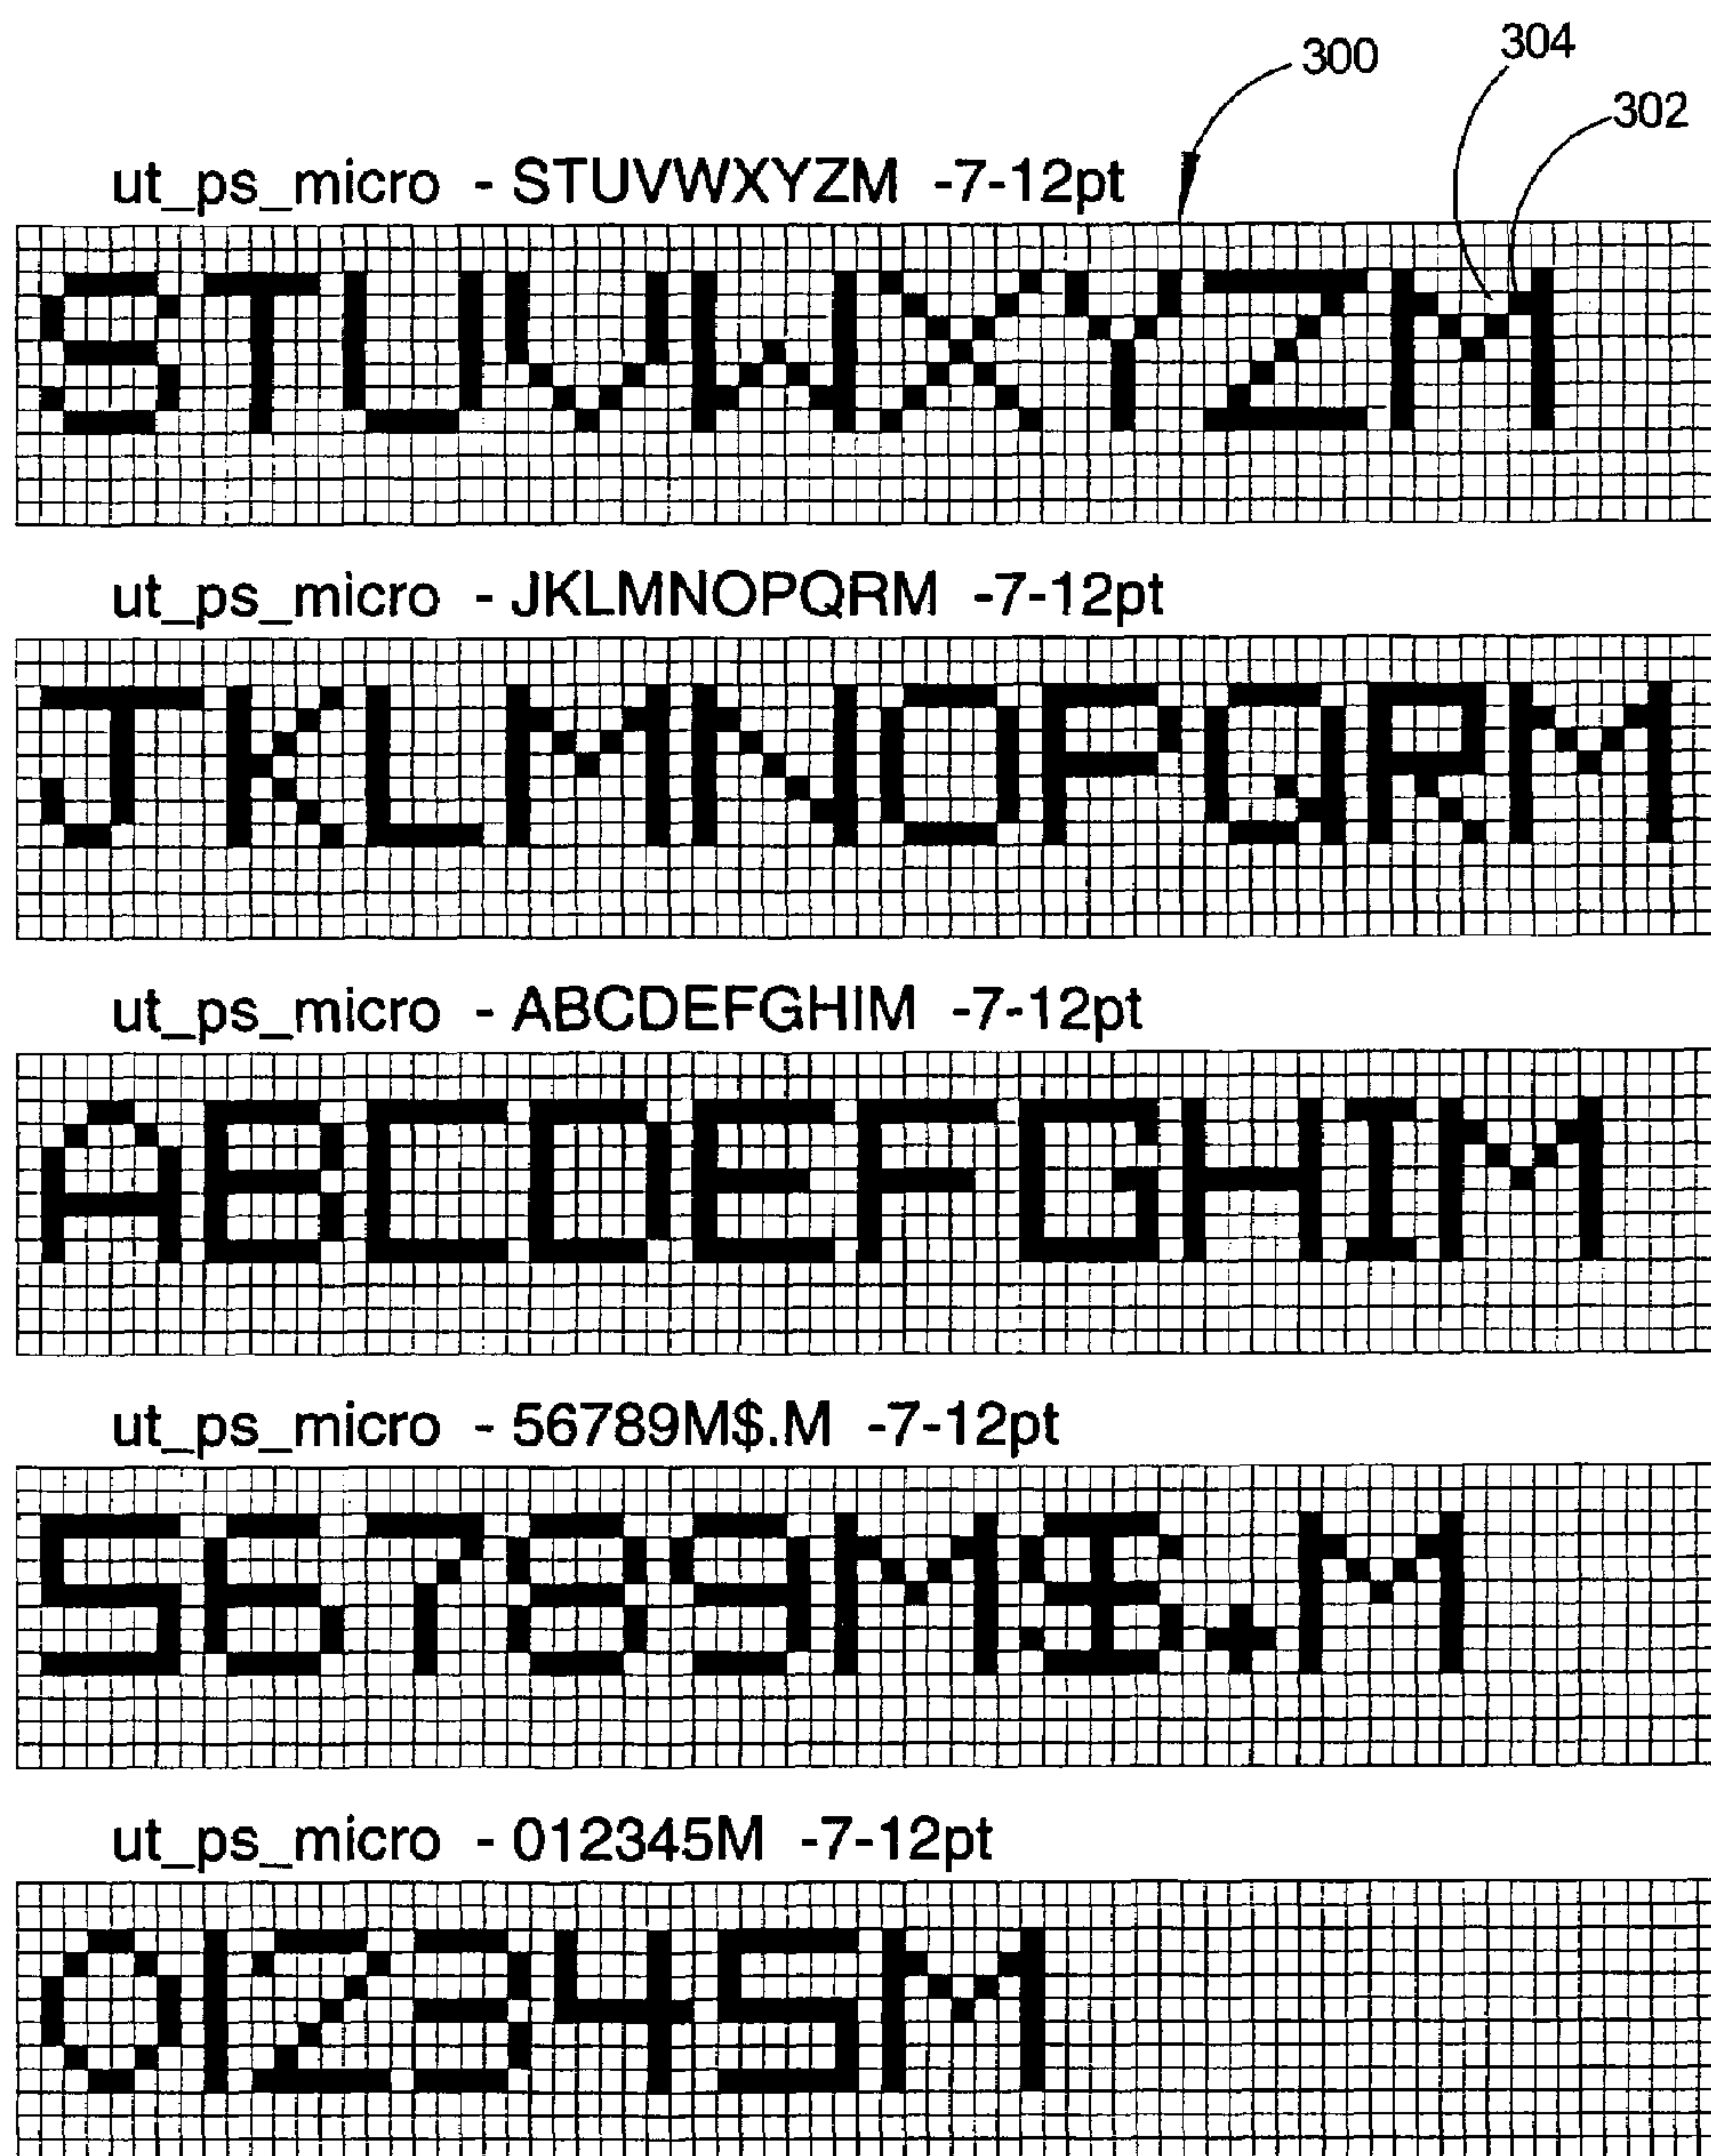 300
304
302
ut_ps_micro - STUVWXYZM -7-12pt
STUVWXYZM
ut_ps_micro - JKLMNOPQRM -7-12pt
JKLMNOPQRM
ut_ps_micro - ABCDEFGHIM -7-12pt
ABCDEFGHIM
ut_ps_micro - 56789M$.M -7-12pt
56789M$.M
ut_ps_micro - 012345M -7-12pt
012345M